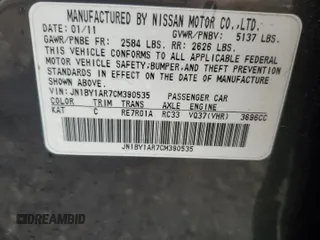 MANUFACTURED BY NISSAN MOTOR CO.,LTD.
DATE: 01/11 GVWR/PNBV: 5137 LBS.
GAWR/PNBE FR: 2584 LBS. RR: 2626 LBS.
THIS VEHICLE CONFORMS TO ALL APPLICABLE FEDERAL
MOTOR VEHICLE SAFETY,BUMPER,AND THEFT PREVENTION
STANDARDS IN EFFECT ON THE DATE OF MANUFACTURE SHOWN ABOVE.
VIN: JN1BY1AR7CM390535 PASSENGER CAR
COLOR TRIM TRANS AXLE ENGINE
KAT C RE7R01A RC33 VQ37(VHR) 3696CC
JN1BY1AR7CM390535
© DREAMBID